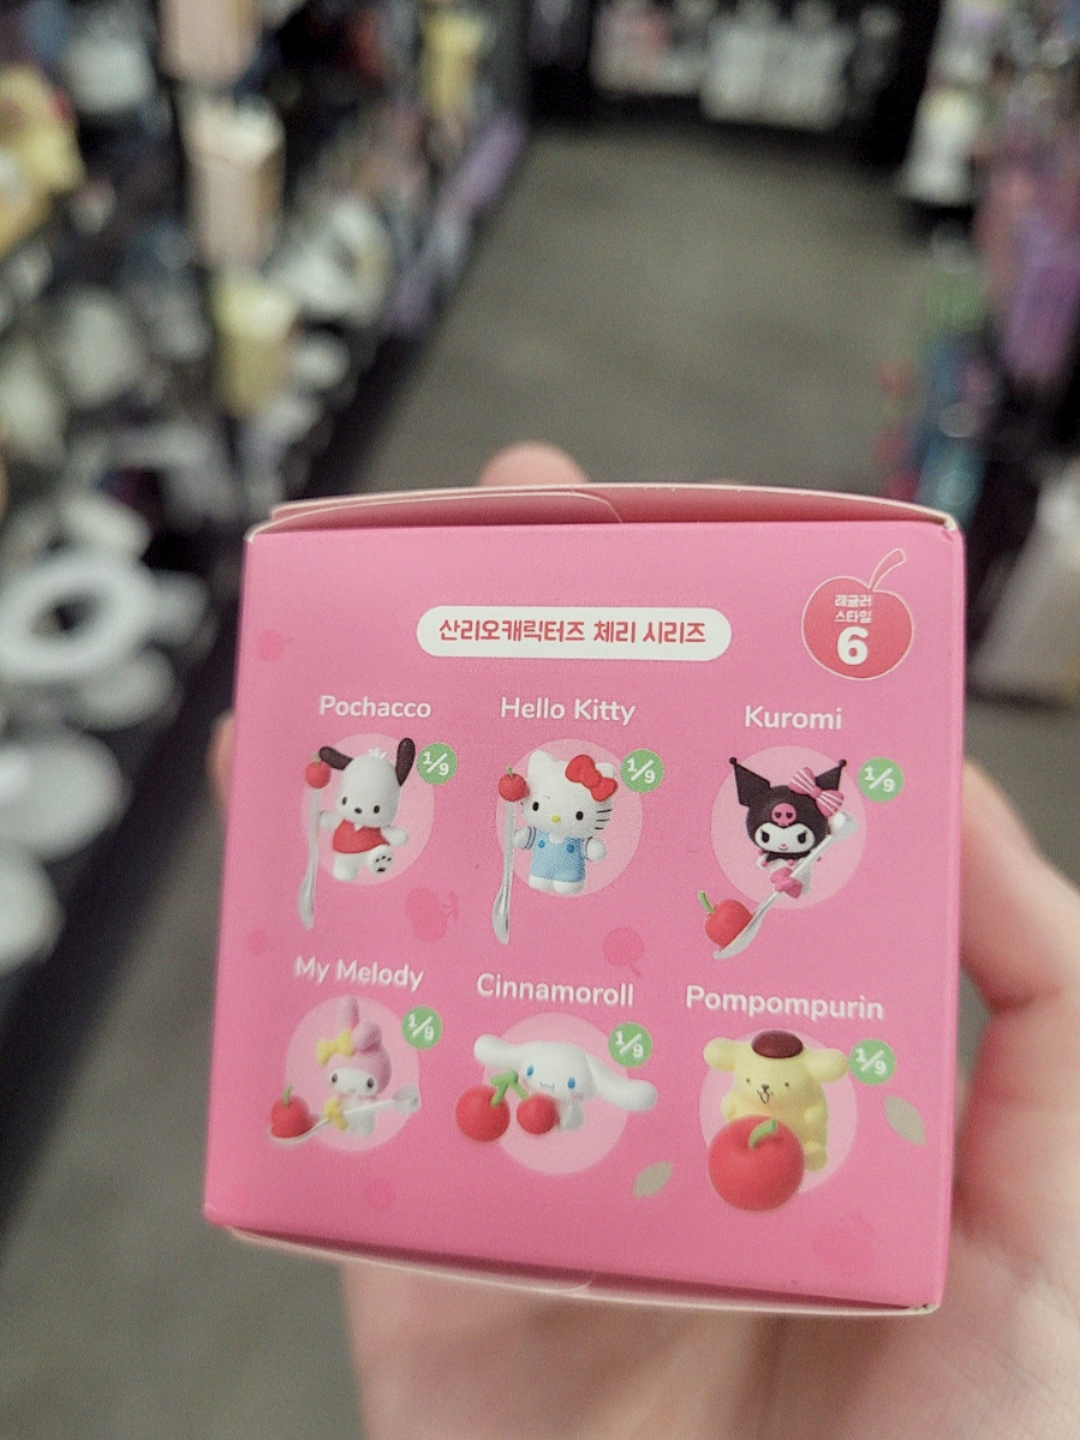 산리오캐릭터즈 체리 시리즈
레귤러
스타일
6
Pochacco
Hello Kitty
Kuromi
1/9
1/9
1/9
My Melody
Cinnamoroll
Pompompurin
1/9
1/9
1/9